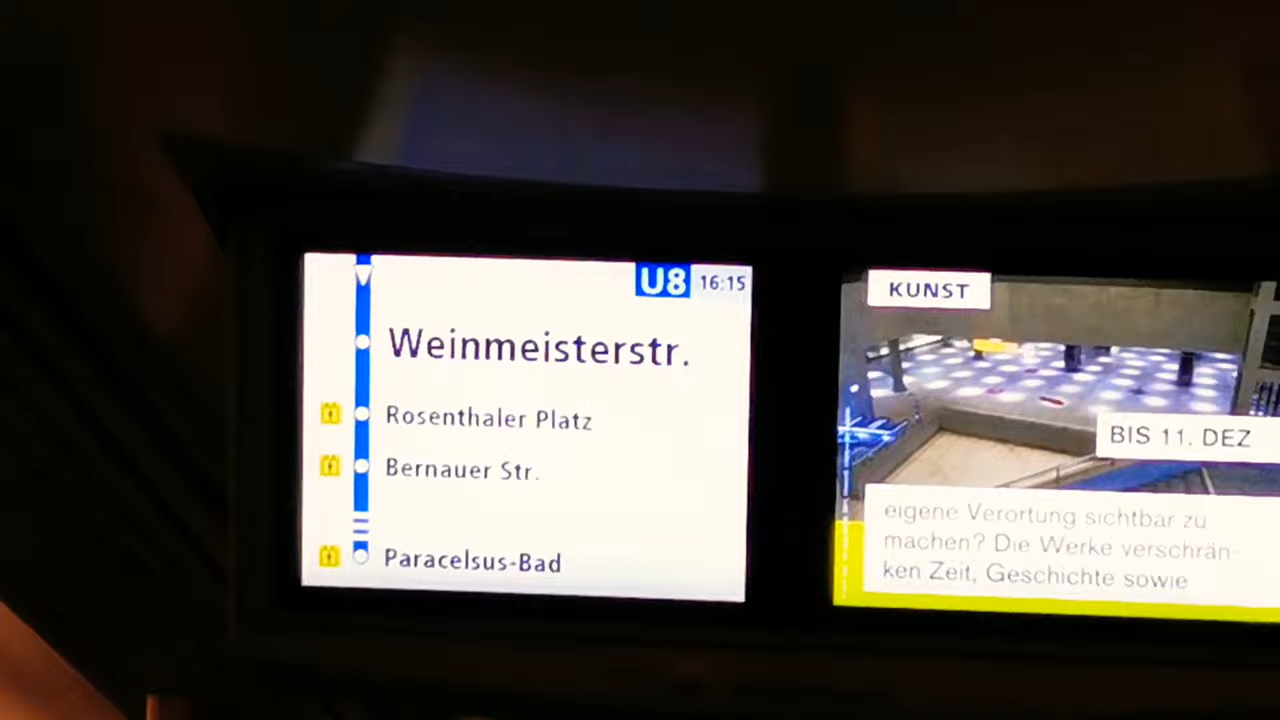 U8 16:15
Weinmeisterstr.
Rosenthaler Platz
Bernauer Str.
Paracelsus-Bad
KUNST
BIS 11. DEZ
eigene Verortung sichtbar zu
machen? Die Werke verschrän-
ken Zeit, Geschichte sowie